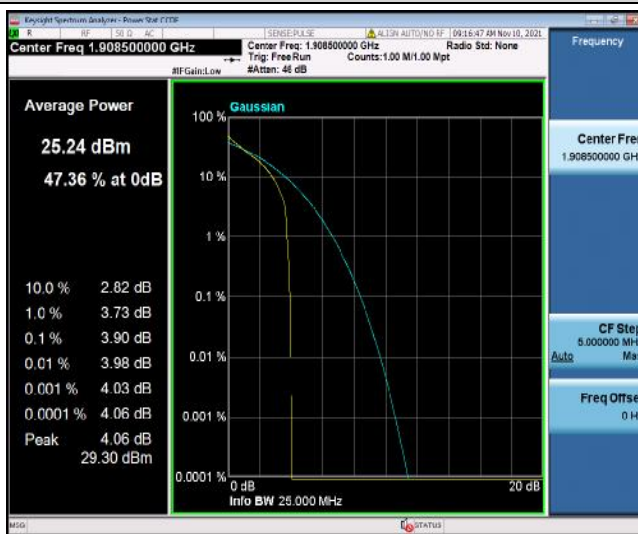 Keysight Spectrum Analyzer - Power Stat CCDF
R RF 50 Ω AC SENSE:PULSE ALIGN AUTO/NO RF 09:16:47 AM Nov 10, 2021
Center Freq 1.908500000 GHz
Center Freq: 1.908500000 GHz Radio Std: None
Trig: Free Run Counts:1.00 M/1.00 Mpt
#IFGain:Low #Atten: 46 dB
Frequency
Average Power
25.24 dBm
47.36 % at 0dB
10.0 % 2.82 dB
1.0 % 3.73 dB
0.1 % 3.90 dB
0.01 % 3.98 dB
0.001 % 4.03 dB
0.0001 % 4.06 dB
Peak 4.06 dB
29.30 dBm
Gaussian
100 %
10 %
1 %
0.1 %
0.01 %
0.001 %
0.0001 %
0 dB 20 dB
Info BW 25.000 MHz
Center Fre
1.908500000 GH
CF Step
5.000000 MH
Auto Ma
Freq Offse
0 H
MSG STATUS